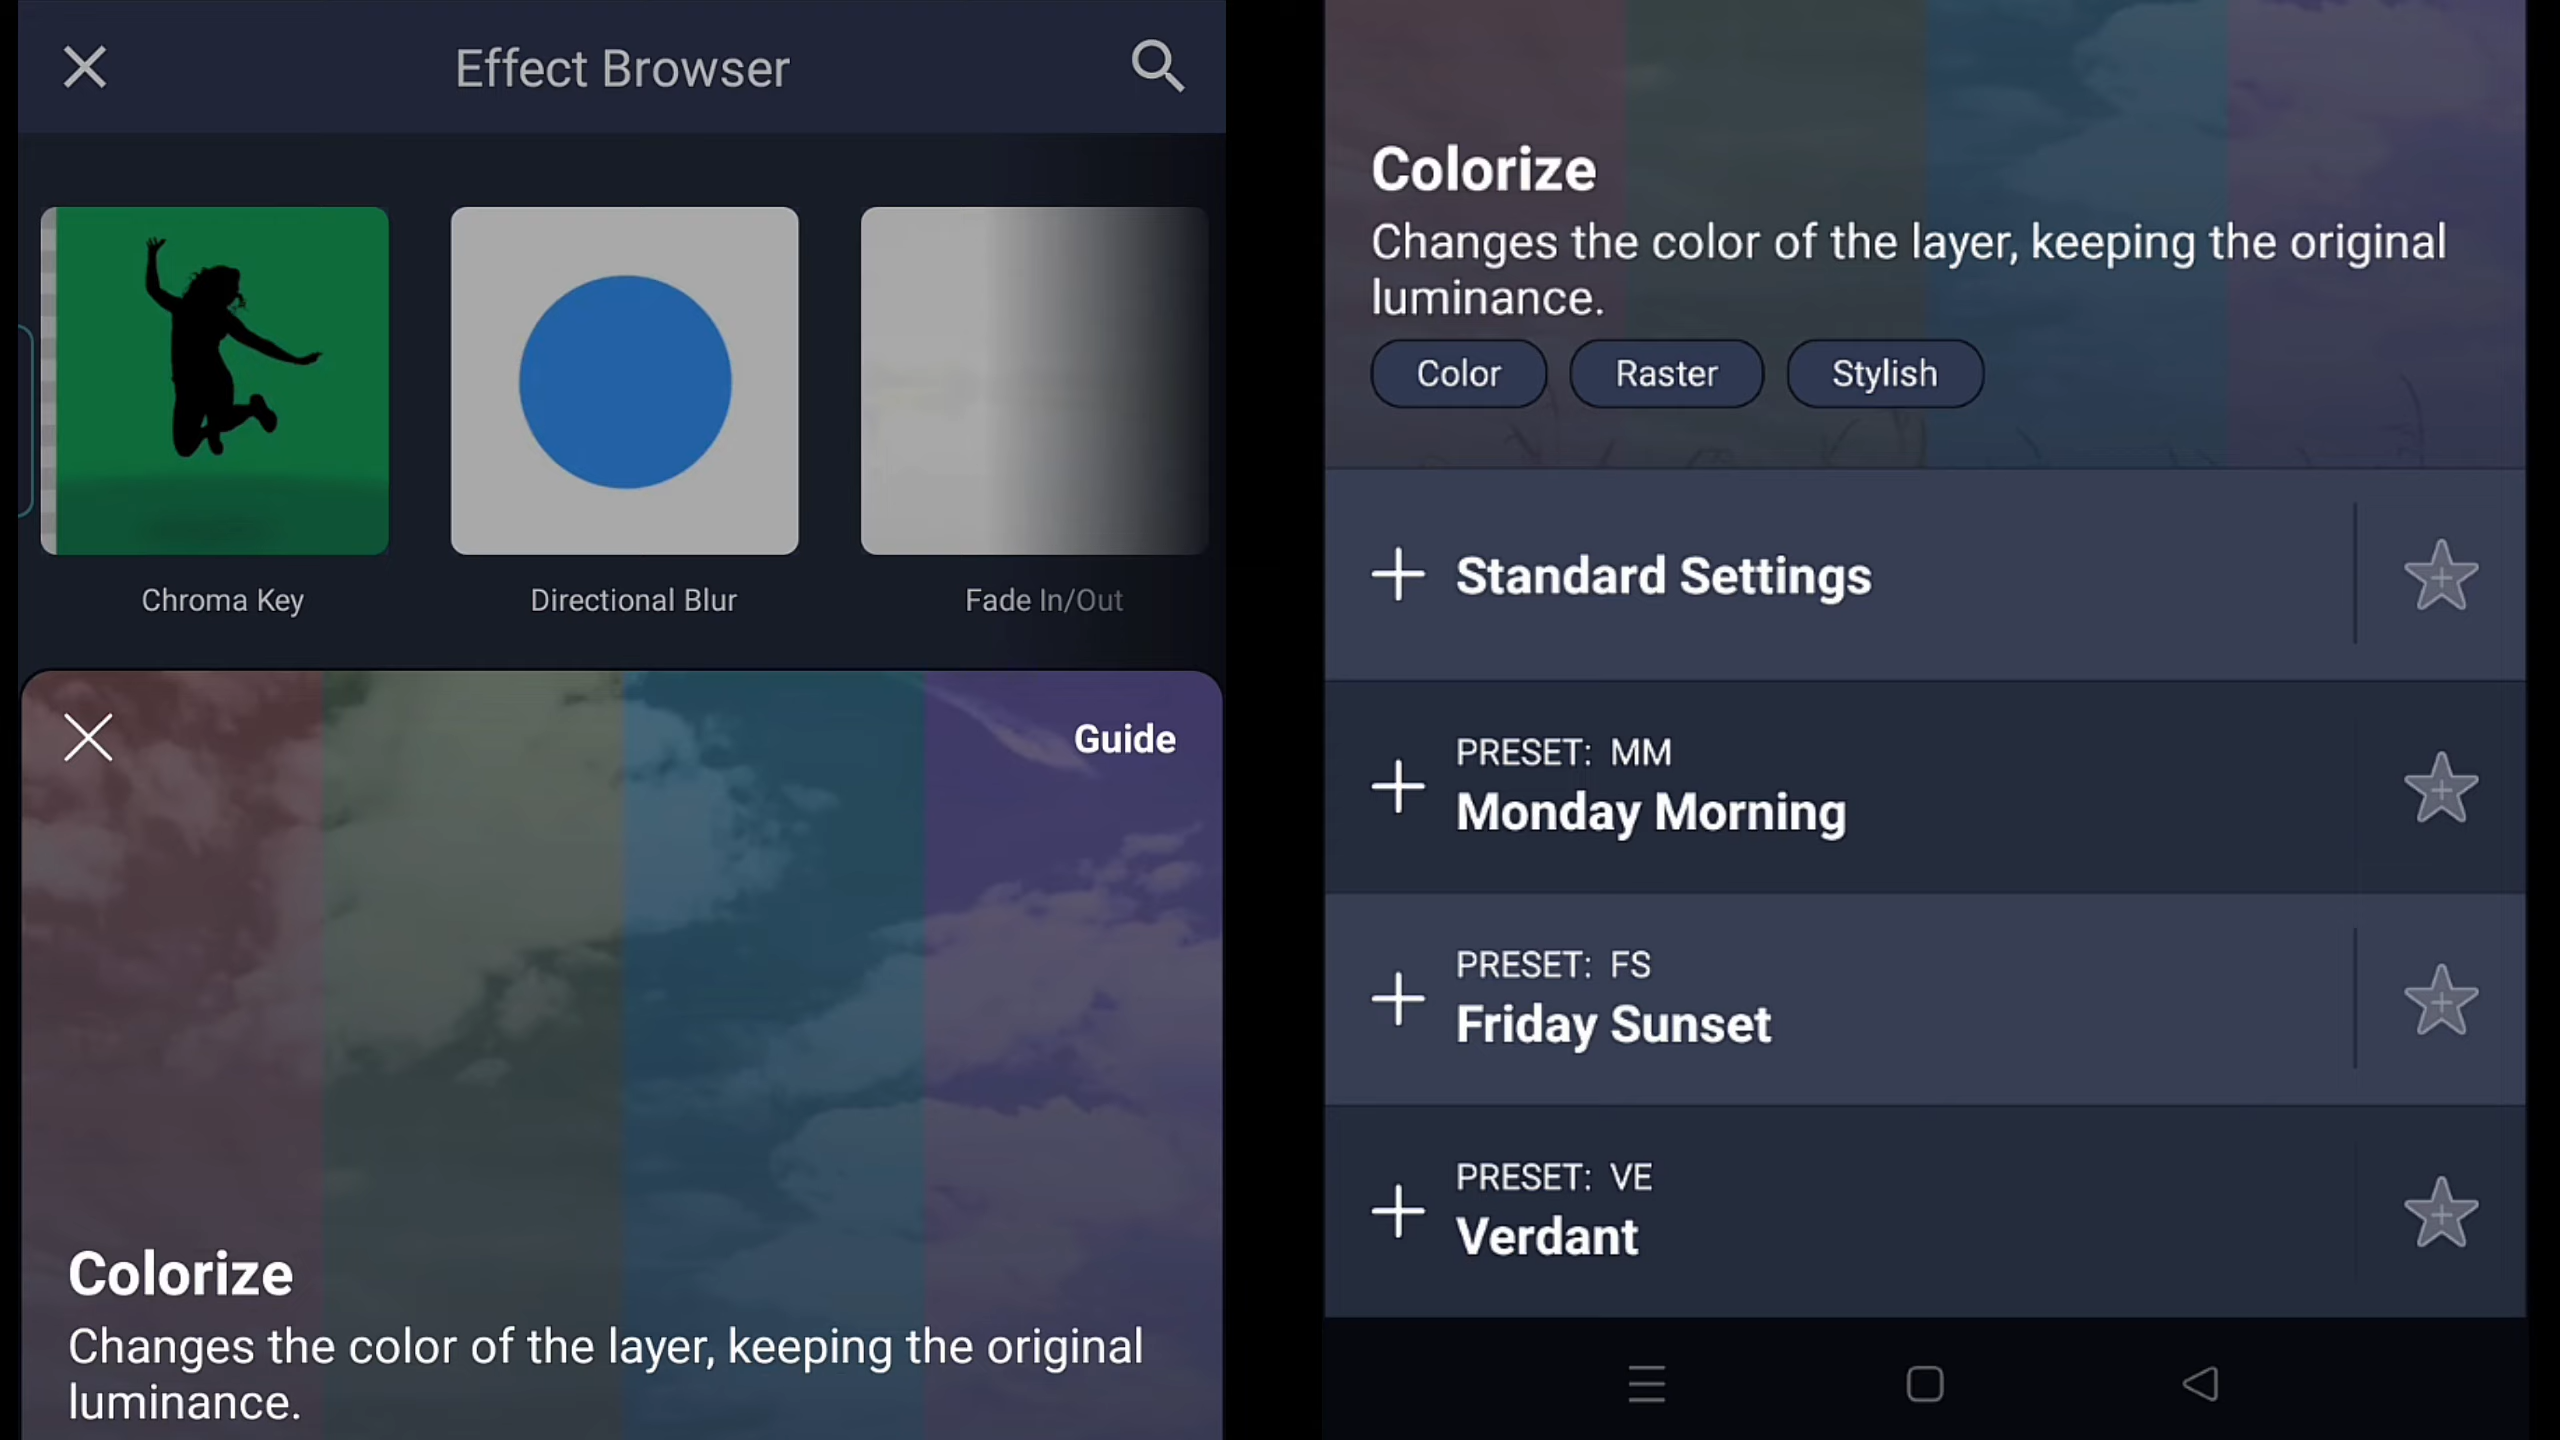 Effect Browser
Chroma Key
Directional Blur
Fade In/Out
Guide
Colorize
Changes the color of the layer, keeping the original
luminance.
Colorize
Changes the color of the layer, keeping the original
luminance.
Color
Raster
Stylish
Standard Settings
PRESET: MM
Monday Morning
PRESET: FS
Friday Sunset
PRESET: VE
Verdant